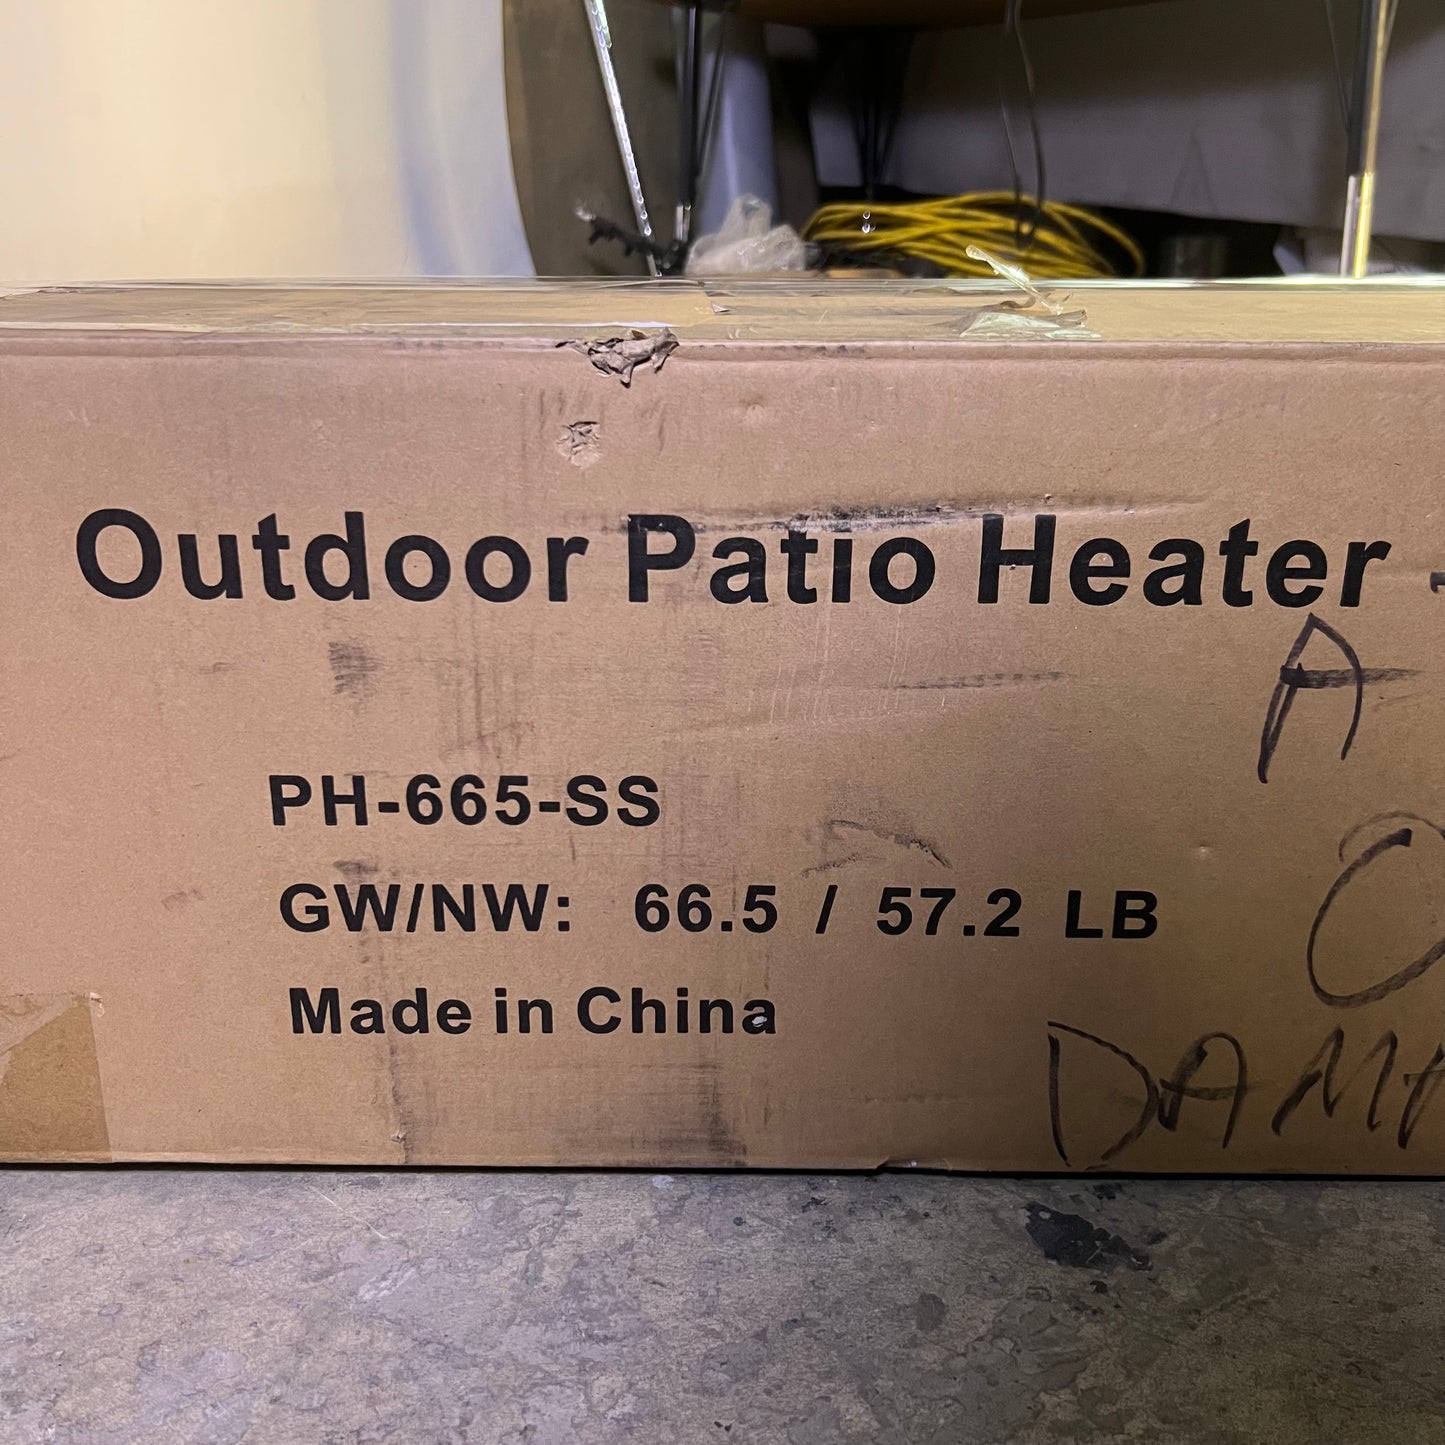 Outdoor Patio Heater -
A
PH-665-SS
GW/NW: 66.5 / 57.2 LB
Made in China